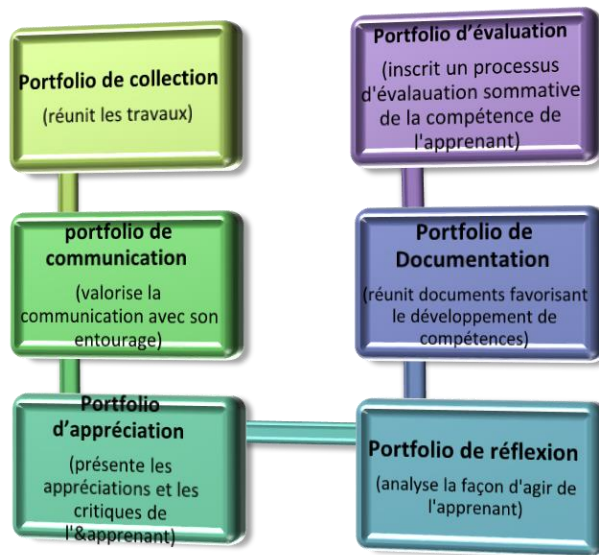 Portfolio de collection
(réunit les travaux)
portfolio de
communication
(valorise la
communication avec son
entourage)
Portfolio
d'appréciation
(présente les
appréciations et les
critiques de
l'&apprenant)
Portfolio de réflexion
(analyse la façon d'agir de
l'apprenant)
Portfolio de
Documentation
(réunit documents favorisant
le développement de
compétences)
Portfolio d’évaluation
(inscrit un processus
d'évalauation sommative
de la compétence de
l'apprenant)